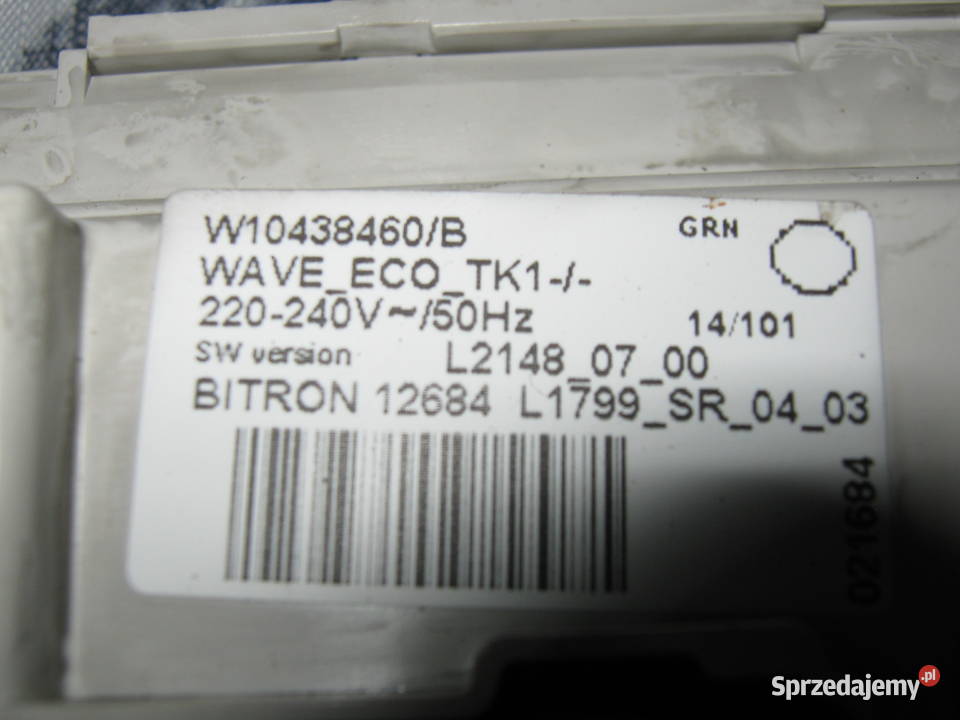 W10438460/B
GRN
WAVE_ECO_TK1-/-
220-240V~/50Hz
14/101
SW version L2148_07_00
BITRON 12684 L1799_SR_04_03
021684
Sprzedajemy.pl